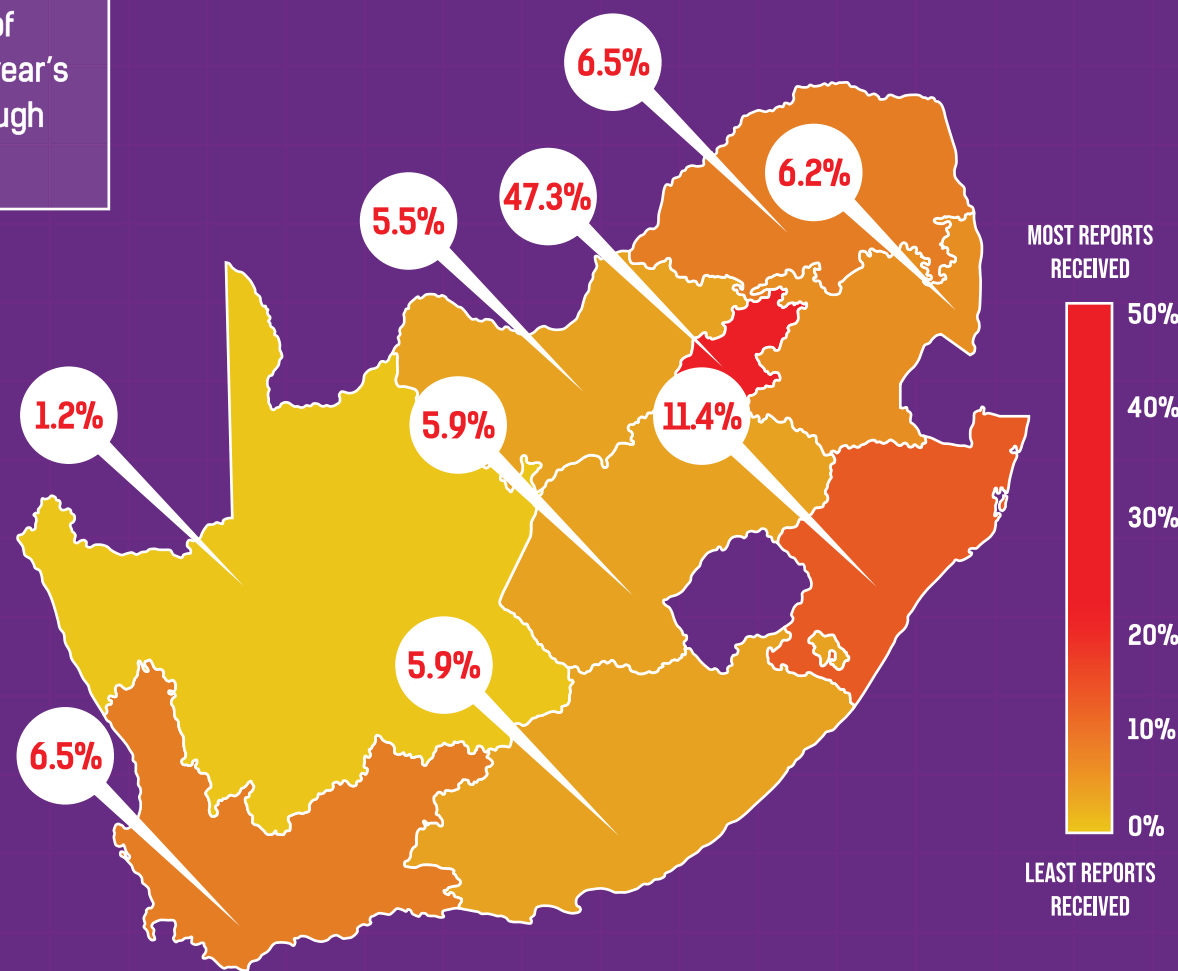 of
year's
ugh
6.5%
6.2%
47.3%
5.5%
1.2%
5.9%
11.4%
5.9%
6.5%
MOST REPORTS
RECEIVED
50%
40%
30%
20%
10%
0%
LEAST REPORTS
RECEIVED